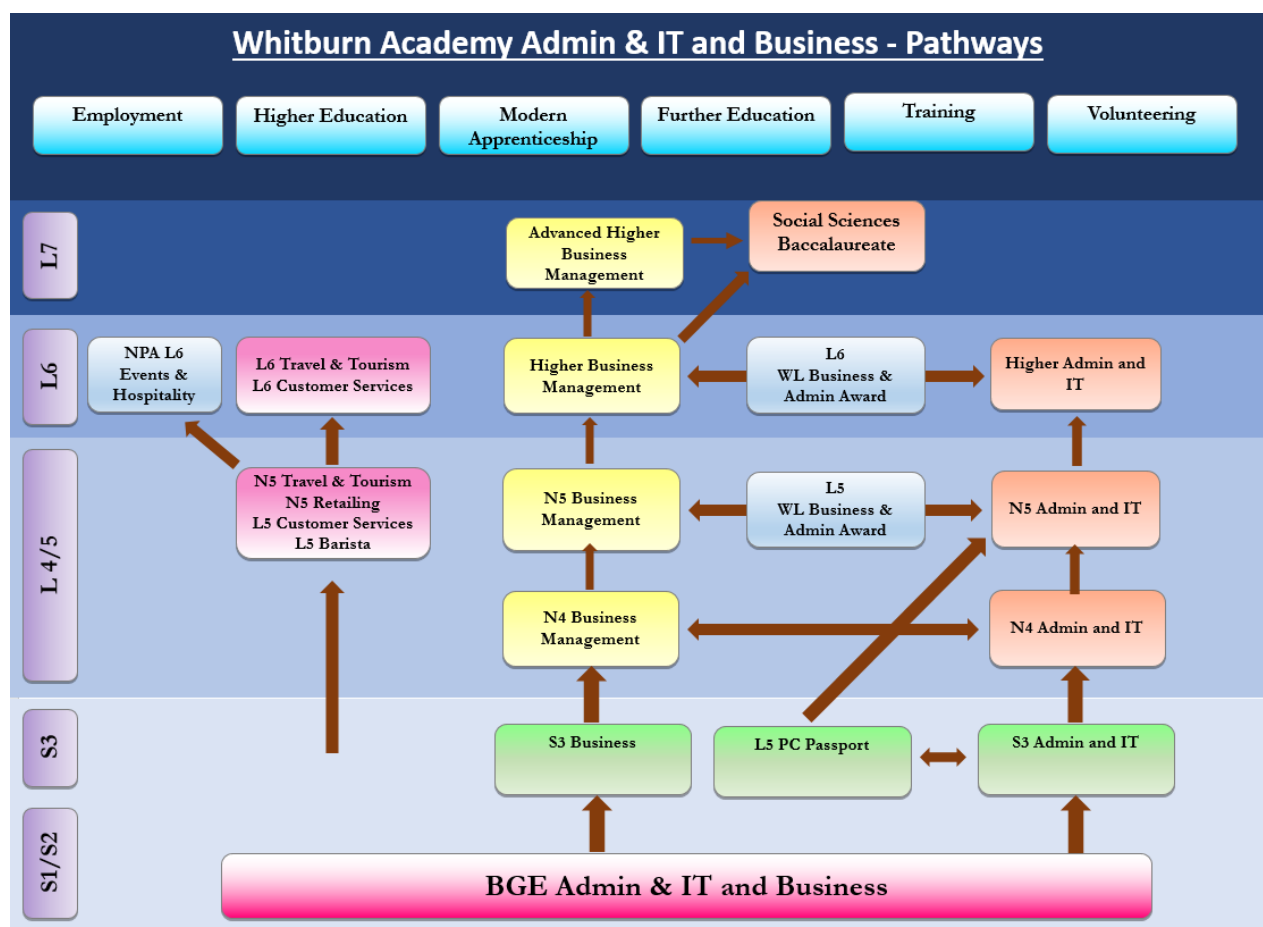 Whitburn Academy Admin & IT and Business - Pathways
Employment
Higher Education
Modern
Apprenticeship
Further Education
Training
Volunteering
L7
Advanced Higher
Business
Management
Social Sciences
Baccalaureate
L6
NPA L6
Events &
Hospitality
L6 Travel & Tourism
L6 Customer Services
Higher Business
Management
L6
WL Business &
Admin Award
Higher Admin and
IT
L 4/5
N5 Travel & Tourism
N5 Retailing
L5 Customer Services
L5 Barista
N5 Business
Management
L5
WL Business &
Admin Award
N5 Admin and IT
N4 Business
Management
N4 Admin and IT
S3
S3 Business
L5 PC Passport
S3 Admin and IT
S1/S2
BGE Admin & IT and Business